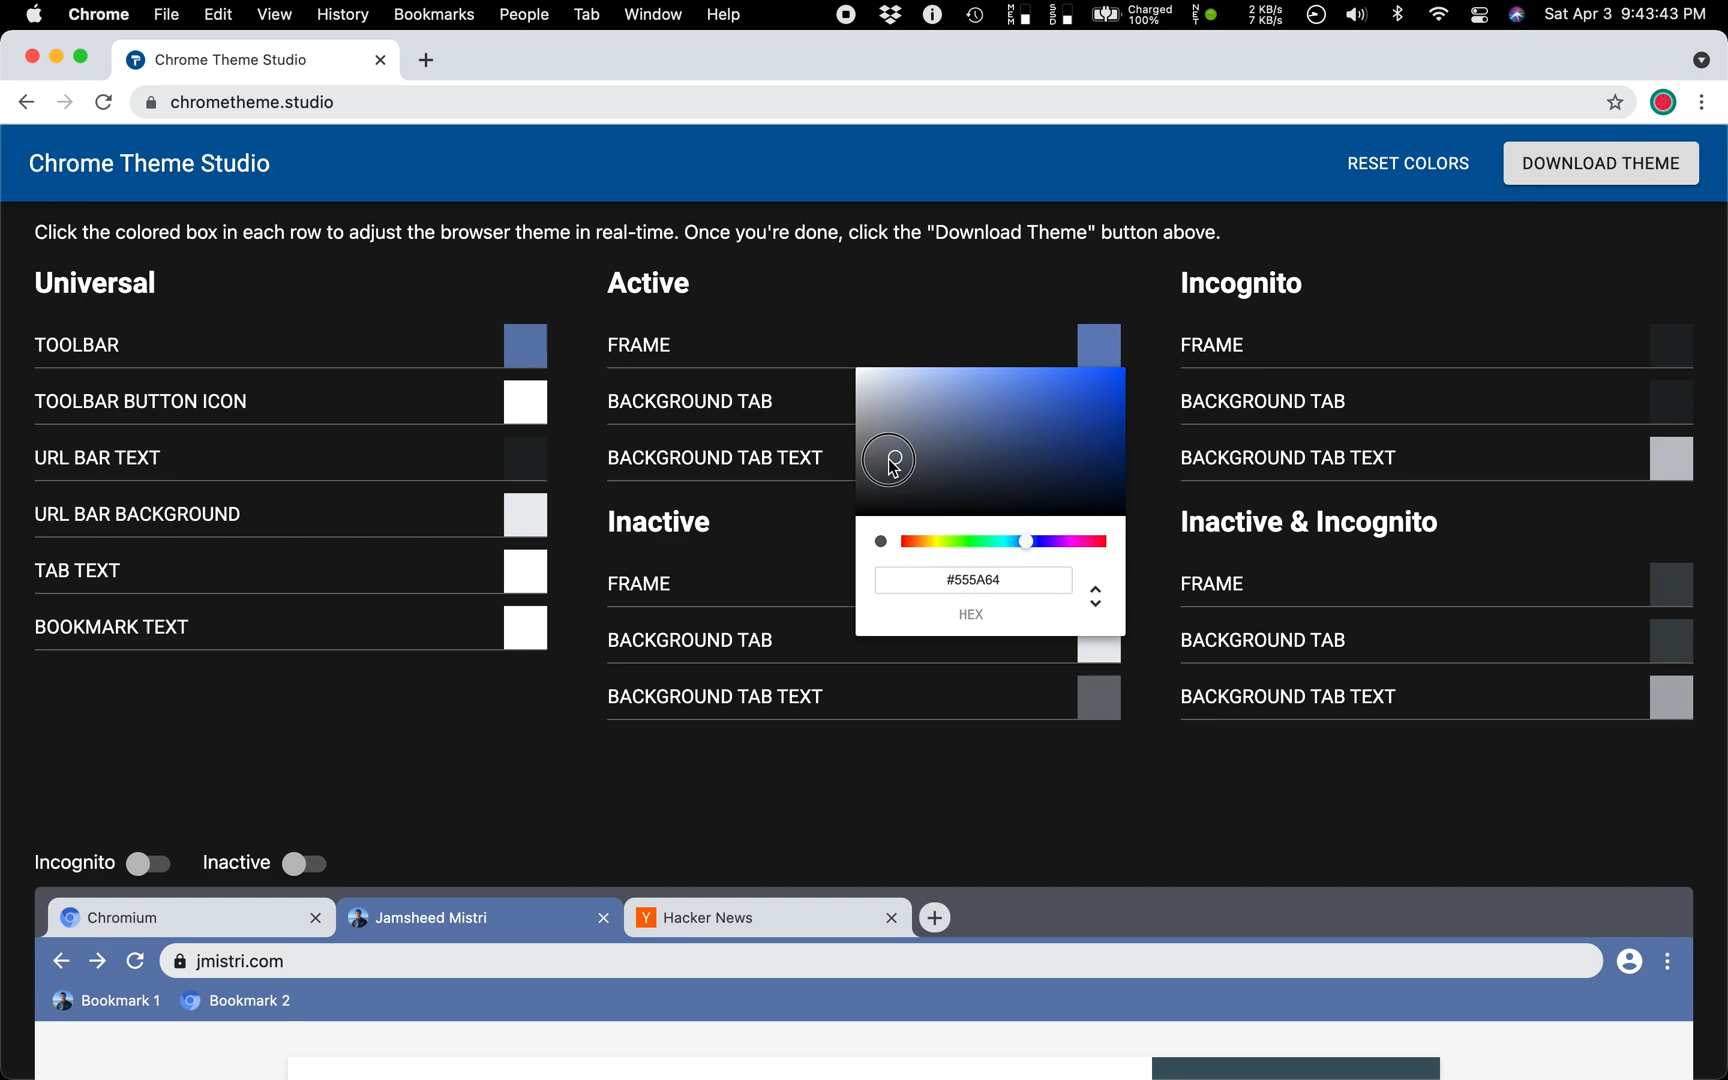 Chrome File Edit View History Bookmarks People Tab Window Help MEM SSD Charged 100% NET 2 KB/s 7 KB/s Sat Apr 3 9:43:43 PM
Chrome Theme Studio
chrometheme.studio
Chrome Theme Studio RESET COLORS DOWNLOAD THEME
Click the colored box in each row to adjust the browser theme in real-time. Once you're done, click the "Download Theme" button above.
Universal
TOOLBAR
TOOLBAR BUTTON ICON
URL BAR TEXT
URL BAR BACKGROUND
TAB TEXT
BOOKMARK TEXT
Active
FRAME
BACKGROUND TAB
BACKGROUND TAB TEXT
#555A64
HEX
Inactive
FRAME
BACKGROUND TAB
BACKGROUND TAB TEXT
Incognito
FRAME
BACKGROUND TAB
BACKGROUND TAB TEXT
Inactive & Incognito
FRAME
BACKGROUND TAB
BACKGROUND TAB TEXT
Incognito Inactive
Chromium Jamsheed Mistri Y Hacker News
jmistri.com
Bookmark 1 Bookmark 2